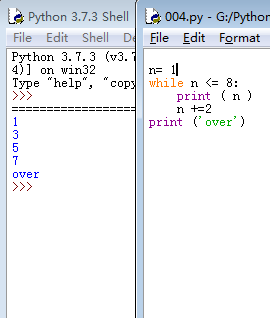 Python 3.7.3 Shell
File Edit Shell De
Python 3.7.3 (v3.7
4)] on win32
Type "help", "copy
>>>
====================
1
3
5
7
over
>>>
004.py - G:/Python
File Edit Format
n= 1
while n <= 8:
    print ( n )
    n +=2
print ('over')